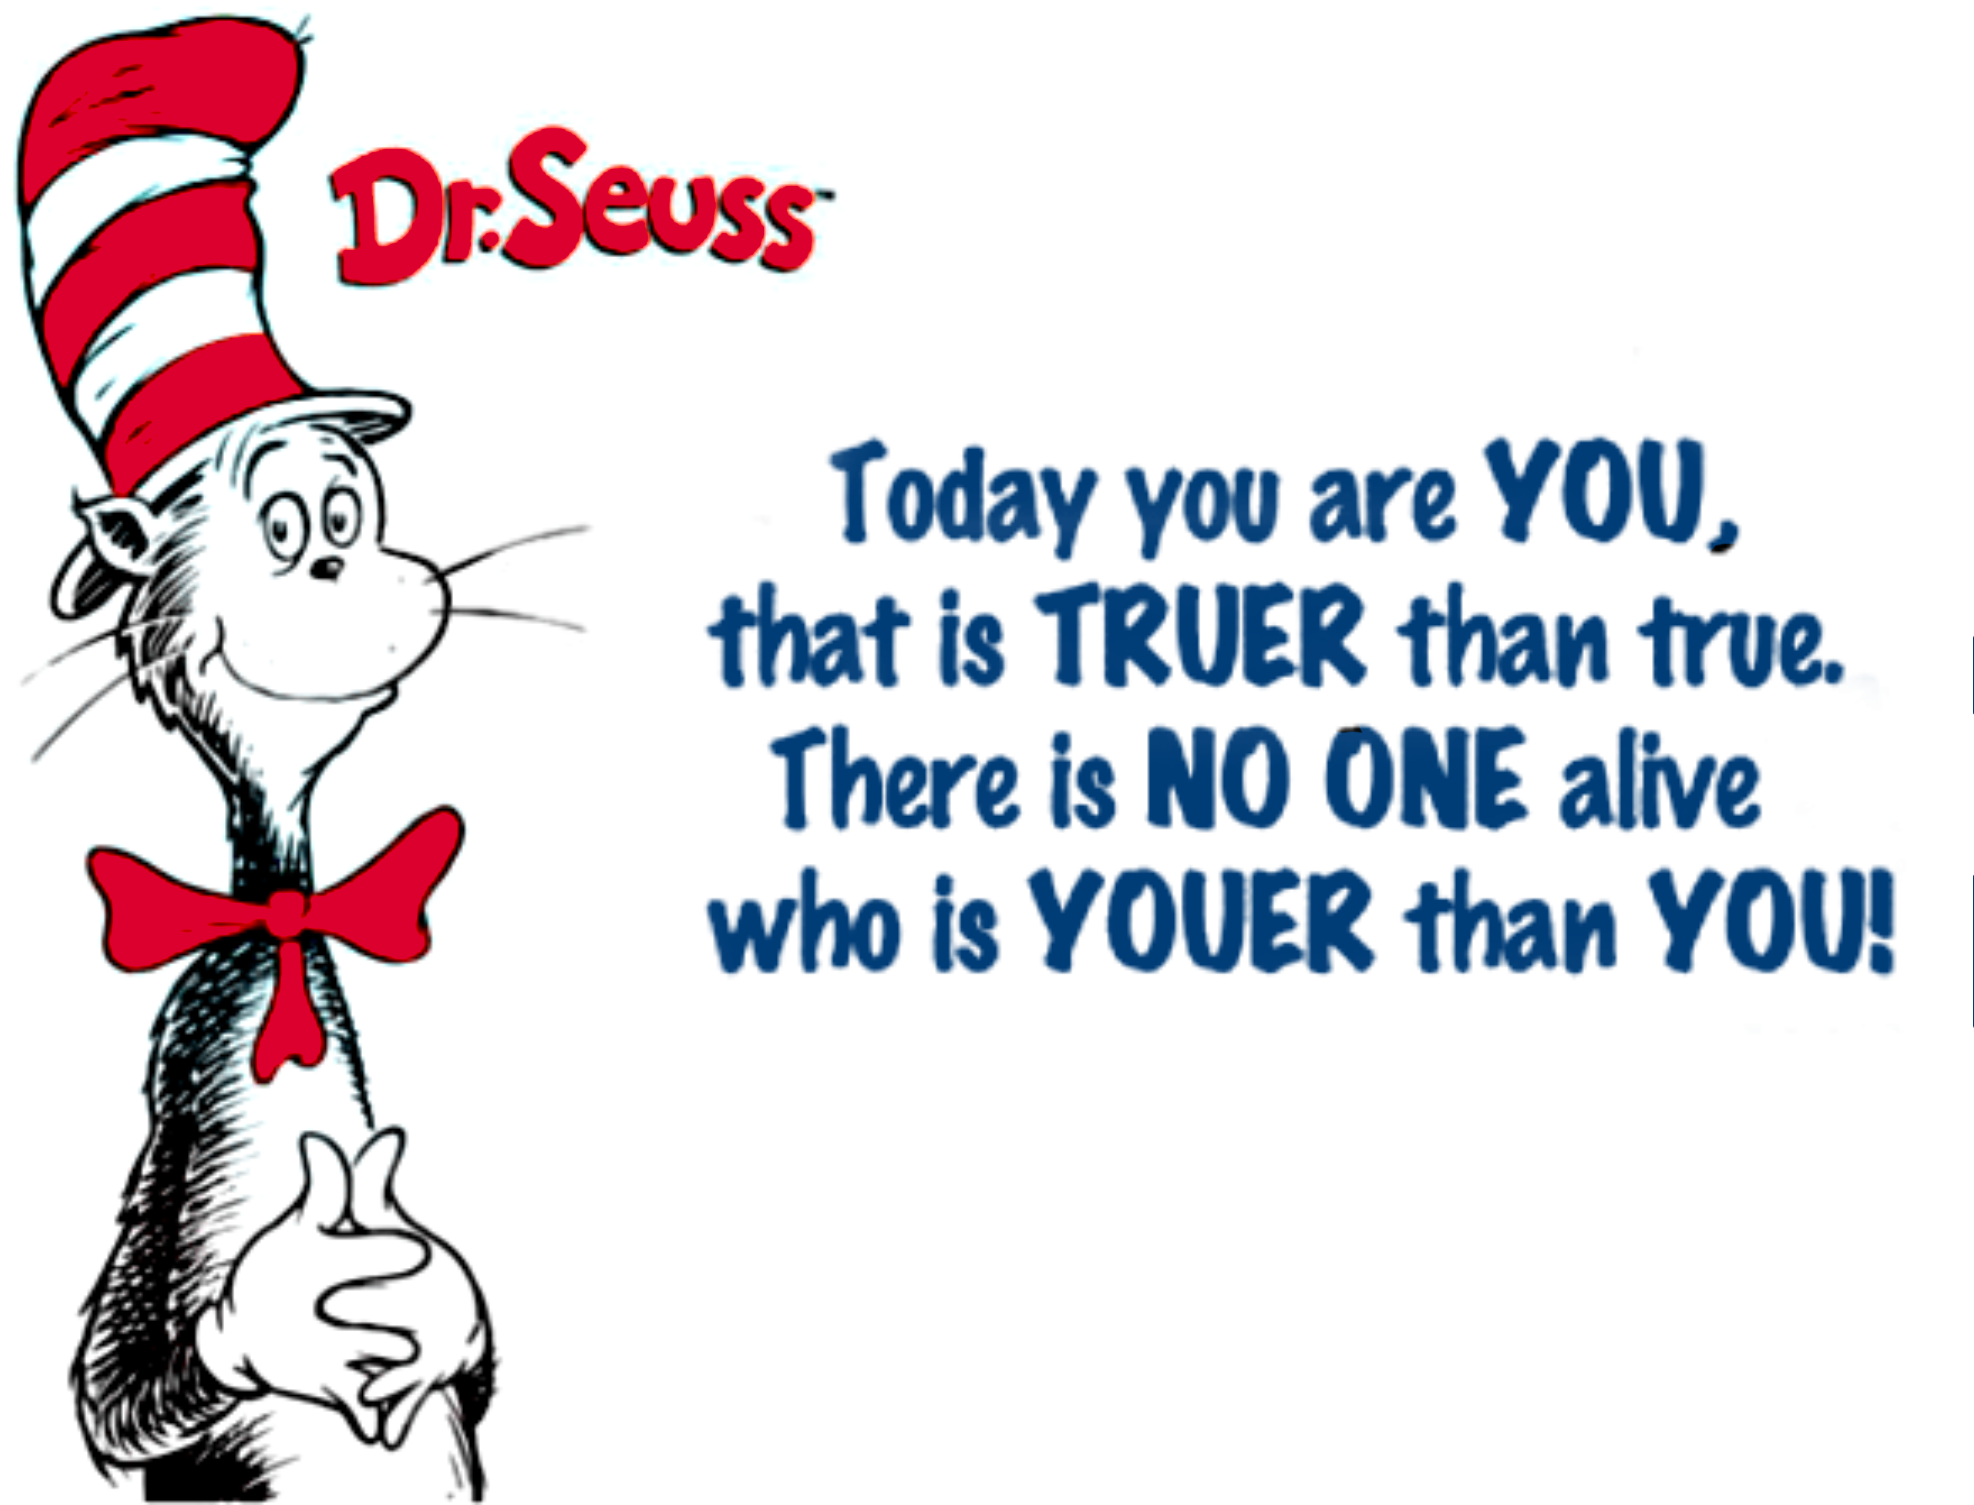 Dr. Seuss™
Today you are YOU,
that is TRUER than true.
There is NO ONE alive
who is YOUER than YOU!